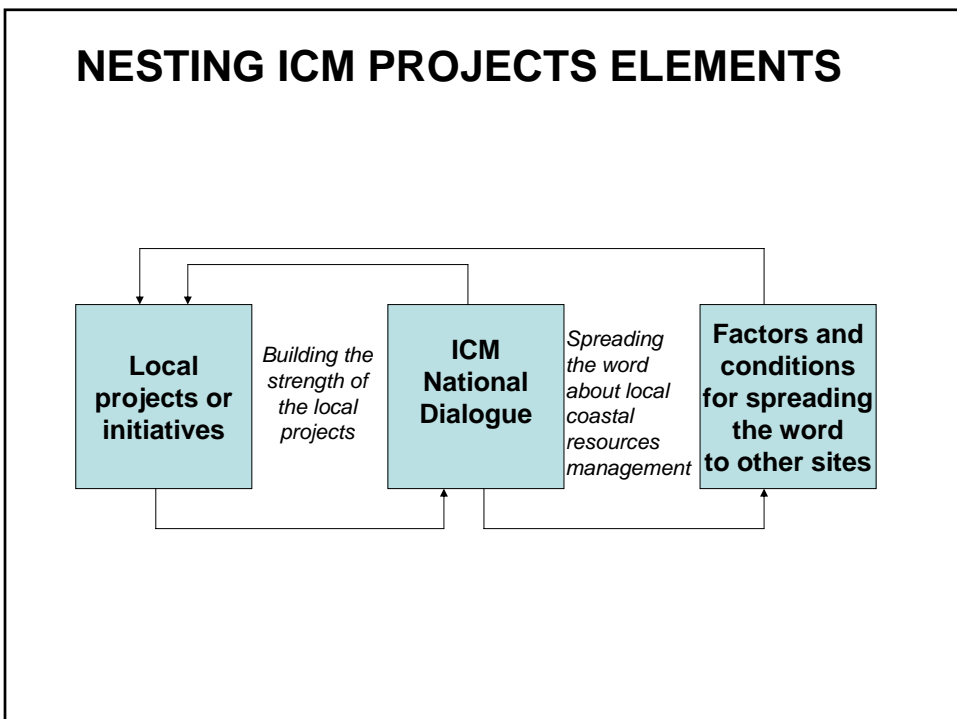 NESTING ICM PROJECTS ELEMENTS
Local
projects or
initiatives
Building the
strength of
the local
projects
ICM
National
Dialogue
Spreading
the word
about local
coastal
resources
management
Factors and
conditions
for spreading
the word
to other sites